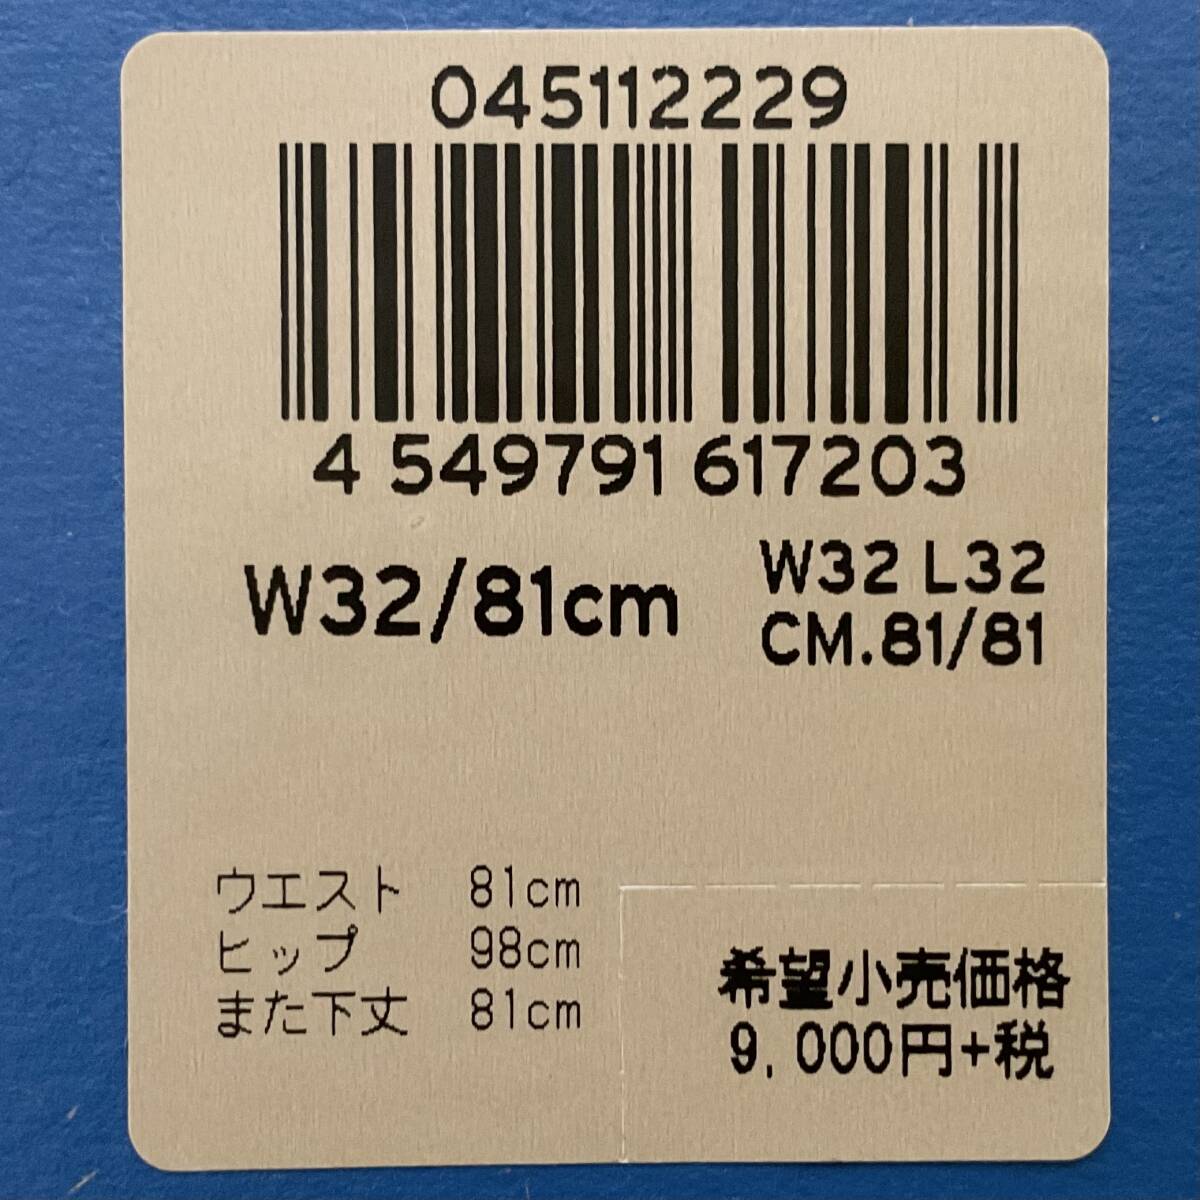 045112229
4 549791 617203
W32/81cm
W32 L32
CM.81/81
ウエスト 81cm
ヒップ 98cm
また下丈 81cm
希望小売価格
9,000円+税